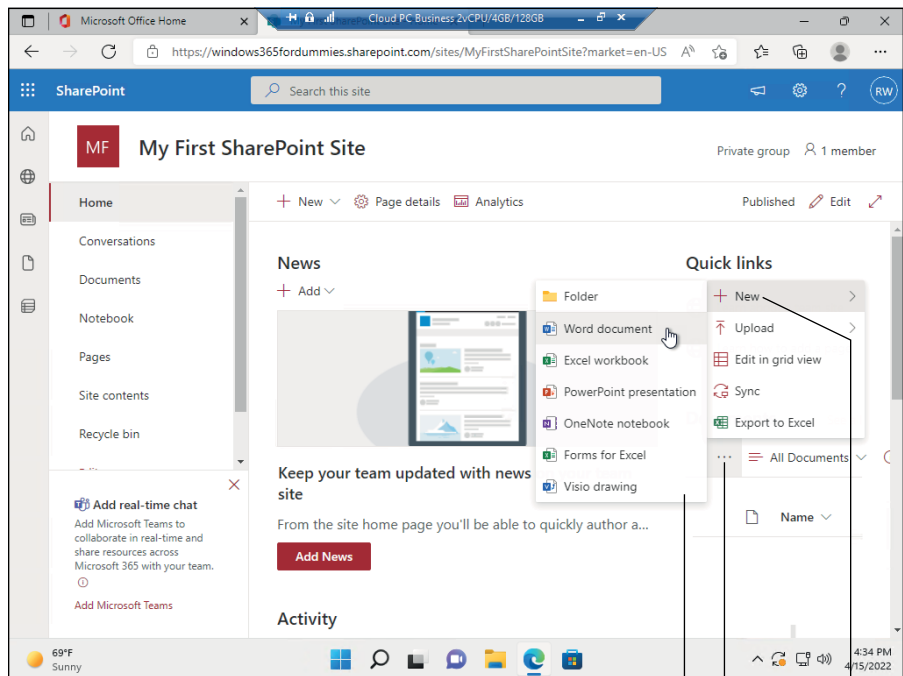 Microsoft Office Home
Cloud PC Business 2vCPU/4GB/128GB
https://windows365fordummies.sharepoint.com/sites/MyFirstSharePointSite?market=en-US
SharePoint
Search this site
RW
MF
My First SharePoint Site
Private group
1 member
Home
Conversations
Documents
Notebook
Pages
Site contents
Recycle bin
+ New
Page details
Analytics
Published
Edit
News
+ Add
Quick links
Folder
Word document
Excel workbook
PowerPoint presentation
OneNote notebook
Forms for Excel
Visio drawing
+ New
Upload
Edit in grid view
Sync
Export to Excel
... All Documents
Name
Keep your team updated with news
site
From the site home page you'll be able to quickly author a...
Add News
Activity
Add real-time chat
Add Microsoft Teams to
collaborate in real-time and
share resources across
Microsoft 365 with your team.
Add Microsoft Teams
69°F
Sunny
4:34 PM
4/15/2022